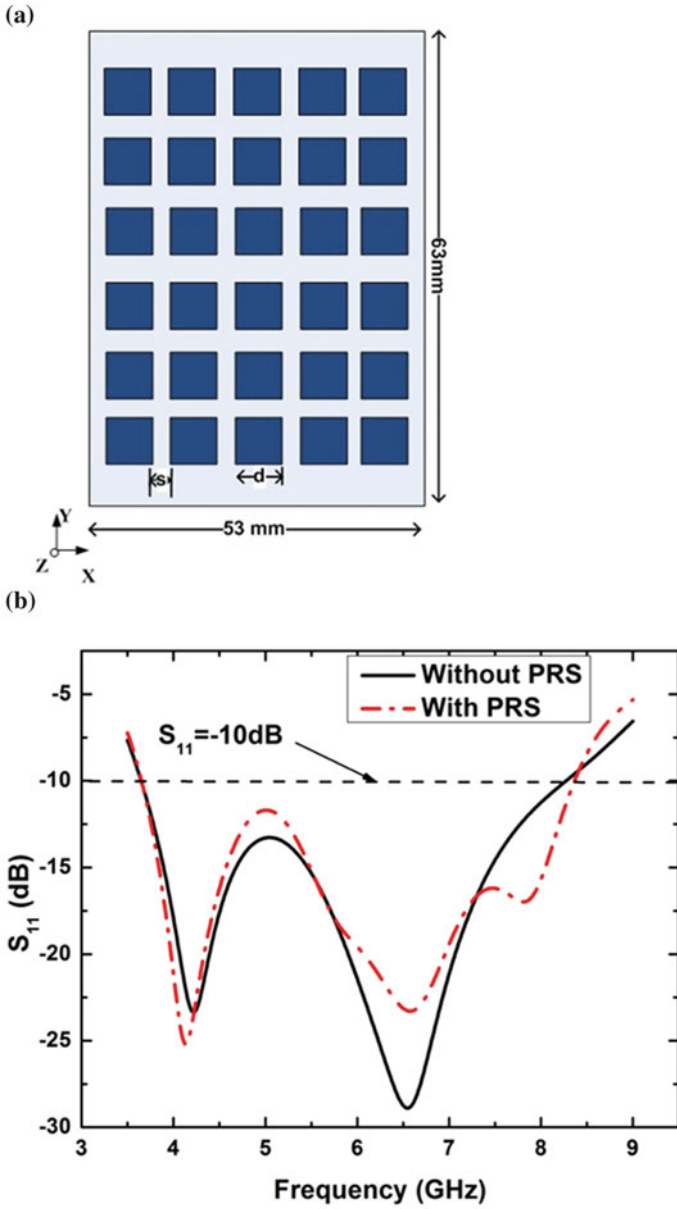 (a)
63mm
s
d
53 mm
Y
Z
X
(b)
Without PRS
With PRS
S11=-10dB
-5
-10
-15
-20
-25
-30
S11 (dB)
3 4 5 6 7 8 9
Frequency (GHz)